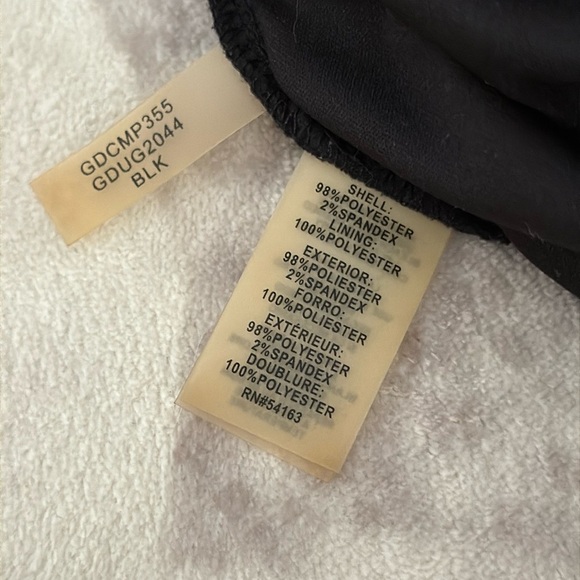 GDCMP355
GDUG2044
BLK
SHELL:
98%POLYESTER
2%SPANDEX
LINING:
100%POLYESTER
EXTERIOR:
98%POLIESTER
2%SPANDEX
FORRO:
100%POLIESTER
EXTÉRIEUR:
98%POLYESTER
2%SPANDEX
DOUBLURE:
100%POLYESTER
RN#54163